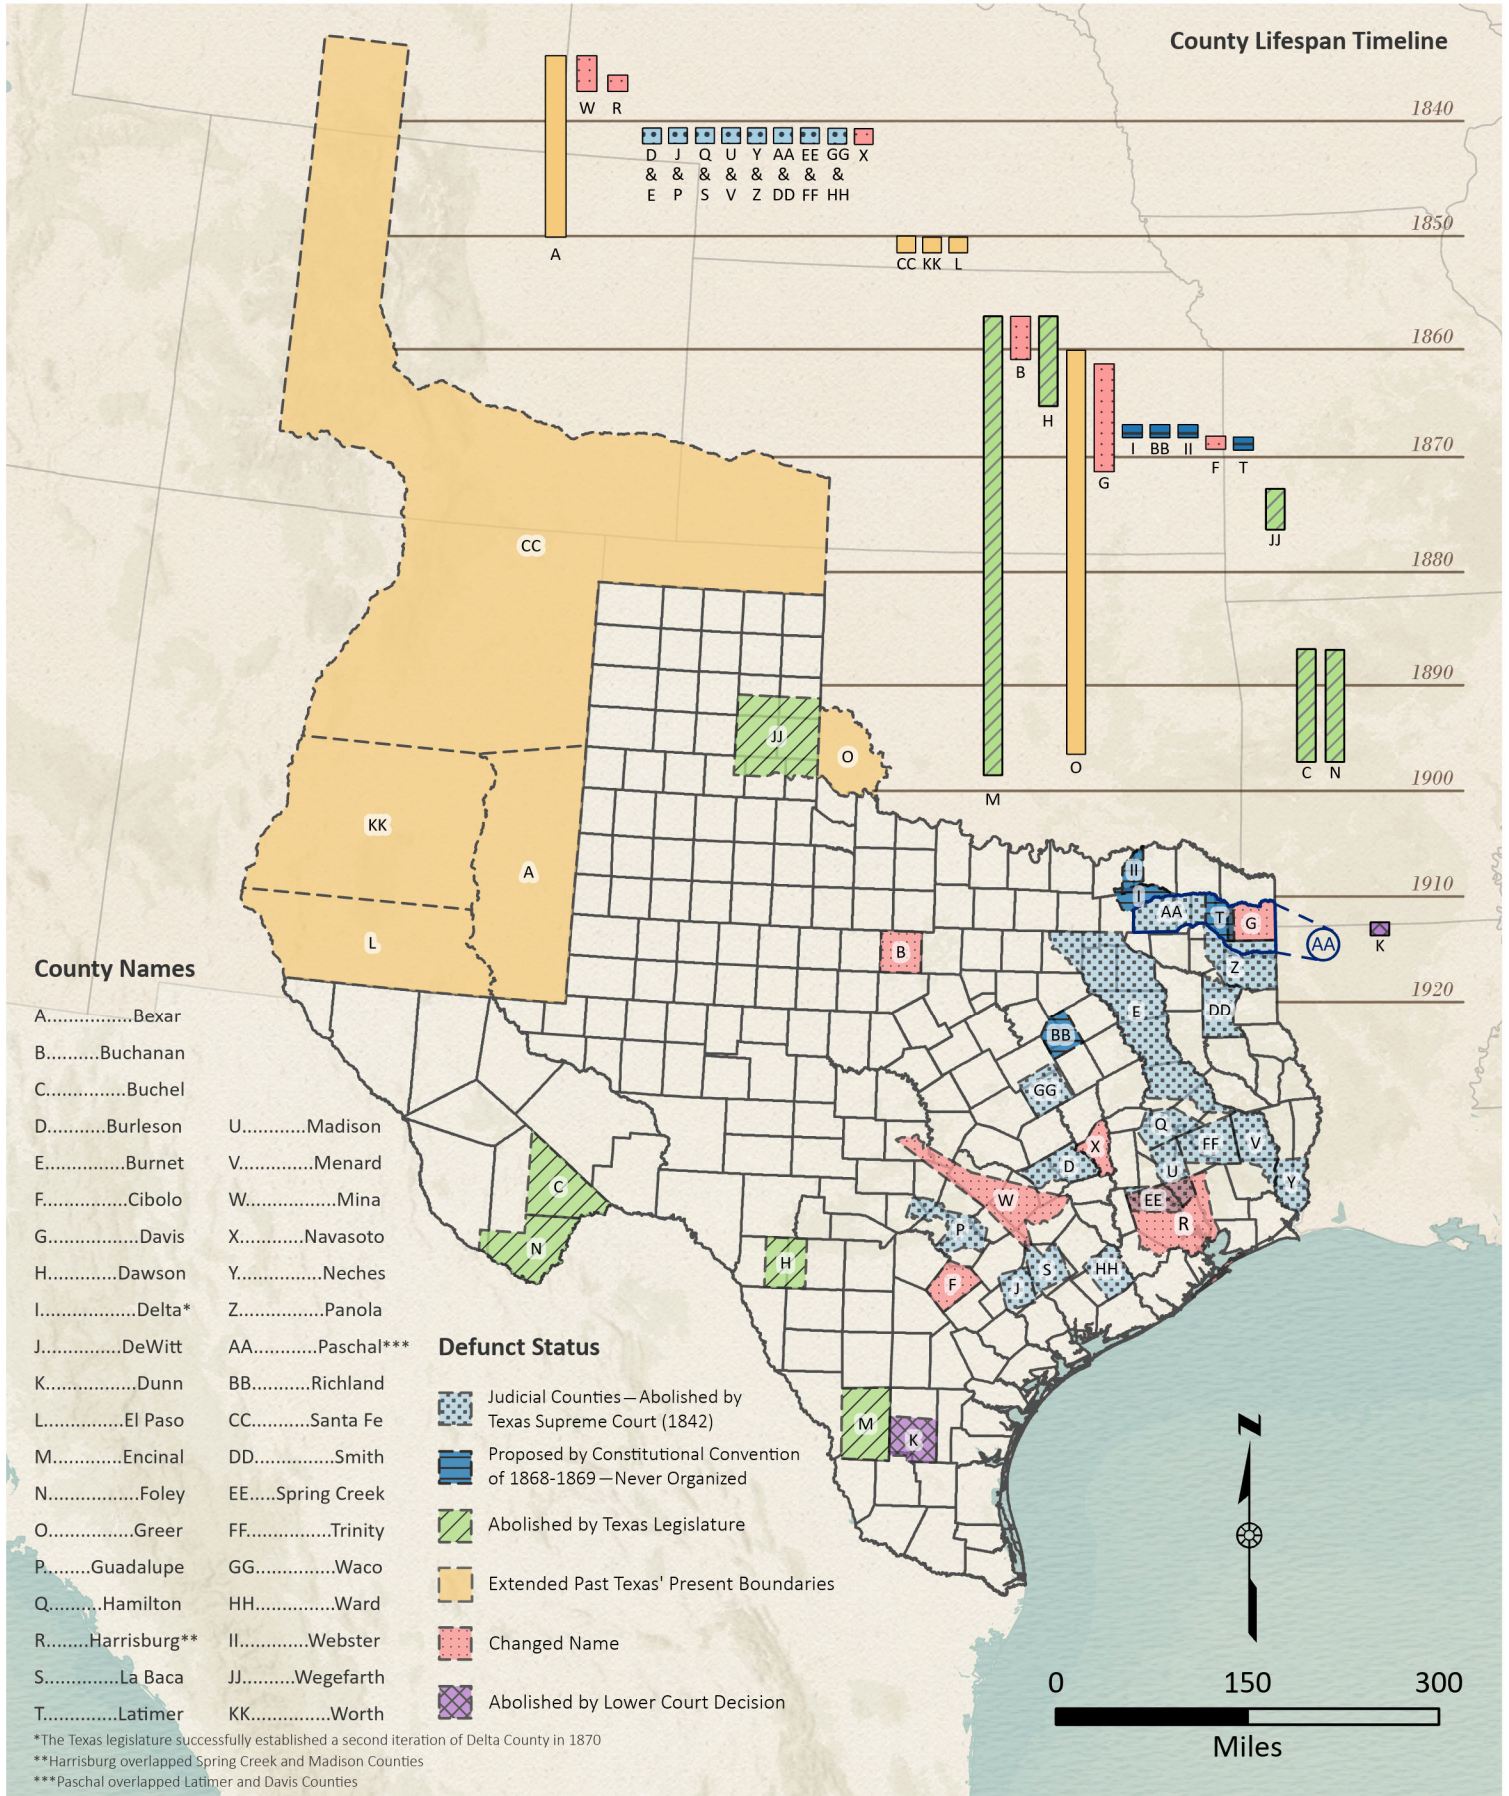 County Lifespan Timeline
W R
1840
D J Q U Y AA EE GG X
& & & & & & & &
E P S V Z DD FF HH
1850
A
CC KK L
1860
B
H
1870
I BB II
F T
G
JJ
1880
1890
C N
O
M
1900
1910
K
1920
CC
JJ
O
KK
A
L
II
I
AA
T
G
AA
B
Z
E
DD
BB
GG
Q
FF
V
X
D
U
Y
C
W
EE
R
P
N
H
S
HH
F
J
M
K
County Names
A................Bexar
B..........Buchanan
C...............Buchel
D...........Burleson
E...............Burnet
F................Cibolo
G.................Davis
H.............Dawson
I..................Delta*
J...............DeWitt
K.................Dunn
L...............El Paso
M.............Encinal
N.................Foley
O................Greer
P.........Guadalupe
Q..........Hamilton
R........Harrisburg**
S..............La Baca
T..............Latimer
U............Madison
V.............Menard
W................Mina
X............Navasoto
Y...............Neches
Z................Panola
AA............Paschal***
BB...........Richland
CC...........Santa Fe
DD...............Smith
EE.....Spring Creek
FF................Trinity
GG...............Waco
HH...............Ward
II.............Webster
JJ..........Wegefarth
KK...............Worth
*The Texas legislature successfully established a second iteration of Delta County in 1870
**Harrisburg overlapped Spring Creek and Madison Counties
***Paschal overlapped Latimer and Davis Counties
Defunct Status
Judicial Counties—Abolished by
Texas Supreme Court (1842)
Proposed by Constitutional Convention
of 1868-1869—Never Organized
Abolished by Texas Legislature
Extended Past Texas' Present Boundaries
Changed Name
Abolished by Lower Court Decision
N
0 150 300
Miles